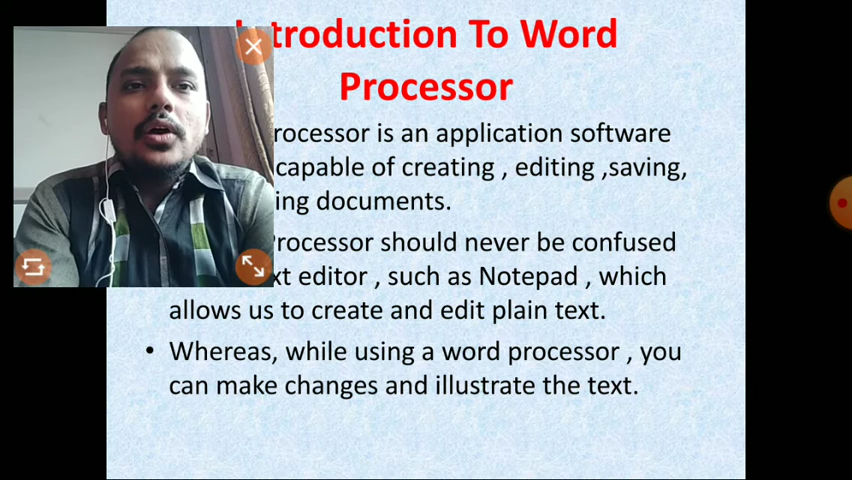 troduction To Word
Processor
rocessor is an application software
capable of creating , editing ,saving,
ing documents.
Processor should never be confused
xt editor , such as Notepad , which
allows us to create and edit plain text.
• Whereas, while using a word processor , you
can make changes and illustrate the text.